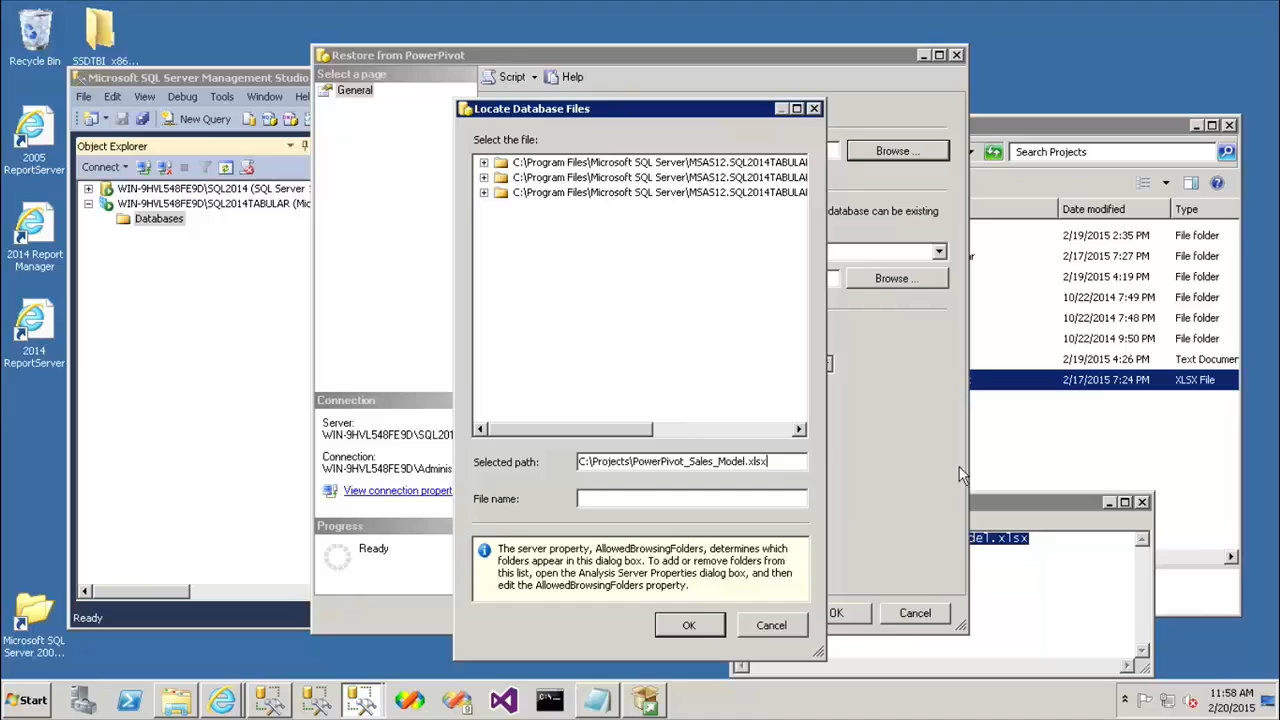 Recycle Bin
SSDTBI_x86...
2005
ReportServer
2014 Report
Manager
2014
ReportServer
Microsoft SQL
Server 200...
Microsoft SQL Server Management Studio
File Edit View Debug Tools Window
New Query
Object Explorer
Connect
WIN-9HVL548FE9D\SQL2014 (SQL Server
WIN-9HVL548FE9D\SQL2014TABULAR (Mic
Databases
Ready
Restore from PowerPivot
Select a page
General
Script Help
Browse ...
database can be existing
Browse ...
Connection
Server:
WIN-9HVL548FE9D\SQL201
Connection:
WIN-9HVL548FE9D\Adminis
View connection propert
Progress
Ready
OK Cancel
Locate Database Files
Select the file:
C:\Program Files\Microsoft SQL Server\MSAS12.SQL2014TABULAR
C:\Program Files\Microsoft SQL Server\MSAS12.SQL2014TABULAR
C:\Program Files\Microsoft SQL Server\MSAS12.SQL2014TABULAR
Selected path: C:\Projects\PowerPivot_Sales_Model.xlsx
File name:
The server property, AllowedBrowsingFolders, determines which
folders appear in this dialog box. To add or remove folders from
this list, open the Analysis Server Properties dialog box, and then
edit the AllowedBrowsingFolders property.
OK Cancel
Search Projects
Date modified Type
2/19/2015 2:35 PM File folder
2/17/2015 7:27 PM File folder
2/19/2015 4:19 PM File folder
10/22/2014 7:49 PM File folder
10/22/2014 7:48 PM File folder
10/22/2014 9:50 PM File folder
2/19/2015 4:26 PM Text Documer
2/17/2015 7:24 PM XLSX File
del.xlsx
Start
11:58 AM
2/20/2015